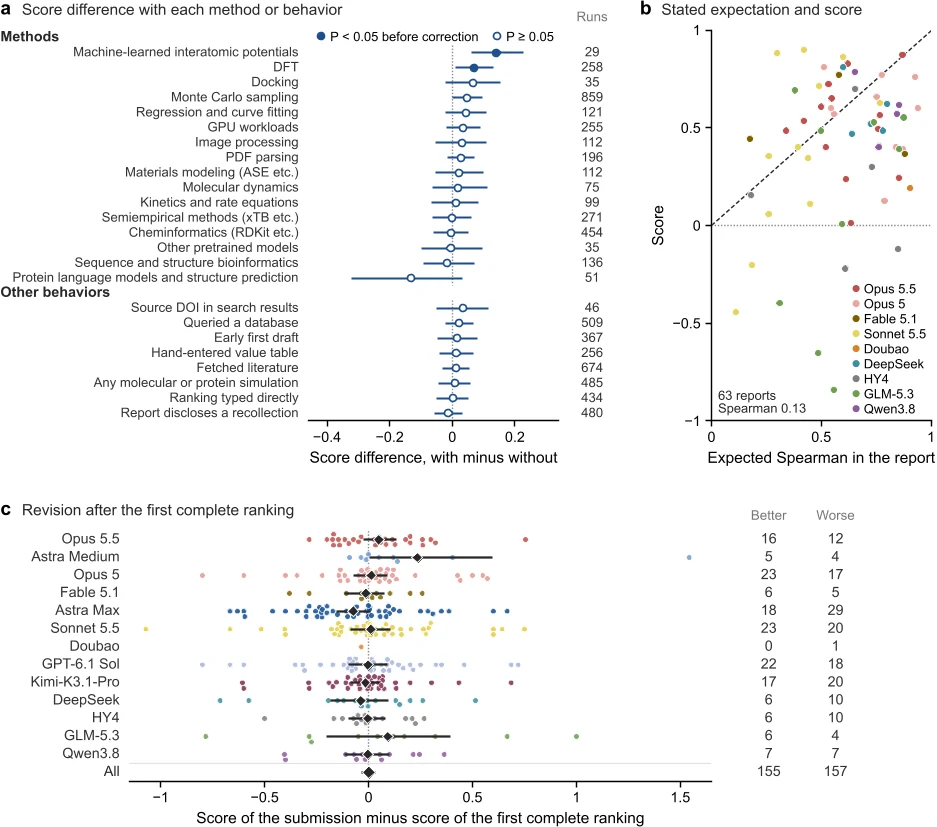 a Score difference with each method or behavior
Runs
Methods
P < 0.05 before correction P ≥ 0.05
Machine-learned interatomic potentials 29
DFT 258
Docking 35
Monte Carlo sampling 859
Regression and curve fitting 121
GPU workloads 255
Image processing 112
PDF parsing 196
Materials modeling (ASE etc.) 112
Molecular dynamics 75
Kinetics and rate equations 99
Semiempirical methods (xTB etc.) 271
Cheminformatics (RDKit etc.) 454
Other pretrained models 35
Sequence and structure bioinformatics 136
Protein language models and structure prediction 51
Other behaviors
Source DOI in search results 46
Queried a database 509
Early first draft 367
Hand-entered value table 256
Fetched literature 674
Any molecular or protein simulation 485
Ranking typed directly 434
Report discloses a recollection 480
−0.4 −0.2 0 0.2
Score difference, with minus without
b Stated expectation and score
1
0.5
0
−0.5
−1
Score
Opus 5.5
Opus 5
Fable 5.1
Sonnet 5.5
Doubao
DeepSeek
HY4
GLM-5.3
Qwen3.8
63 reports
Spearman 0.13
0 0.5 1
Expected Spearman in the report
c Revision after the first complete ranking
Better Worse
Opus 5.5 16 12
Astra Medium 5 4
Opus 5 23 17
Fable 5.1 6 5
Astra Max 18 29
Sonnet 5.5 23 20
Doubao 0 1
GPT-6.1 Sol 22 18
Kimi-K3.1-Pro 17 20
DeepSeek 6 10
HY4 6 10
GLM-5.3 6 4
Qwen3.8 7 7
All 155 157
−1 −0.5 0 0.5 1 1.5
Score of the submission minus score of the first complete ranking